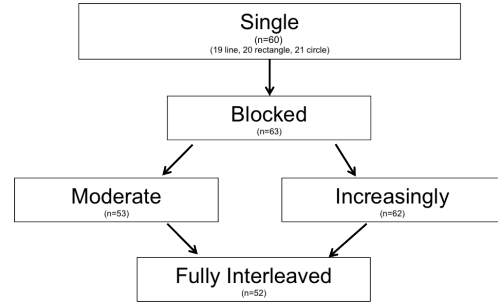 Single
(n=60)
(19 line, 20 rectangle, 21 circle)
Blocked
(n=63)
Moderate
(n=53)
Increasingly
(n=62)
Fully Interleaved
(n=52)